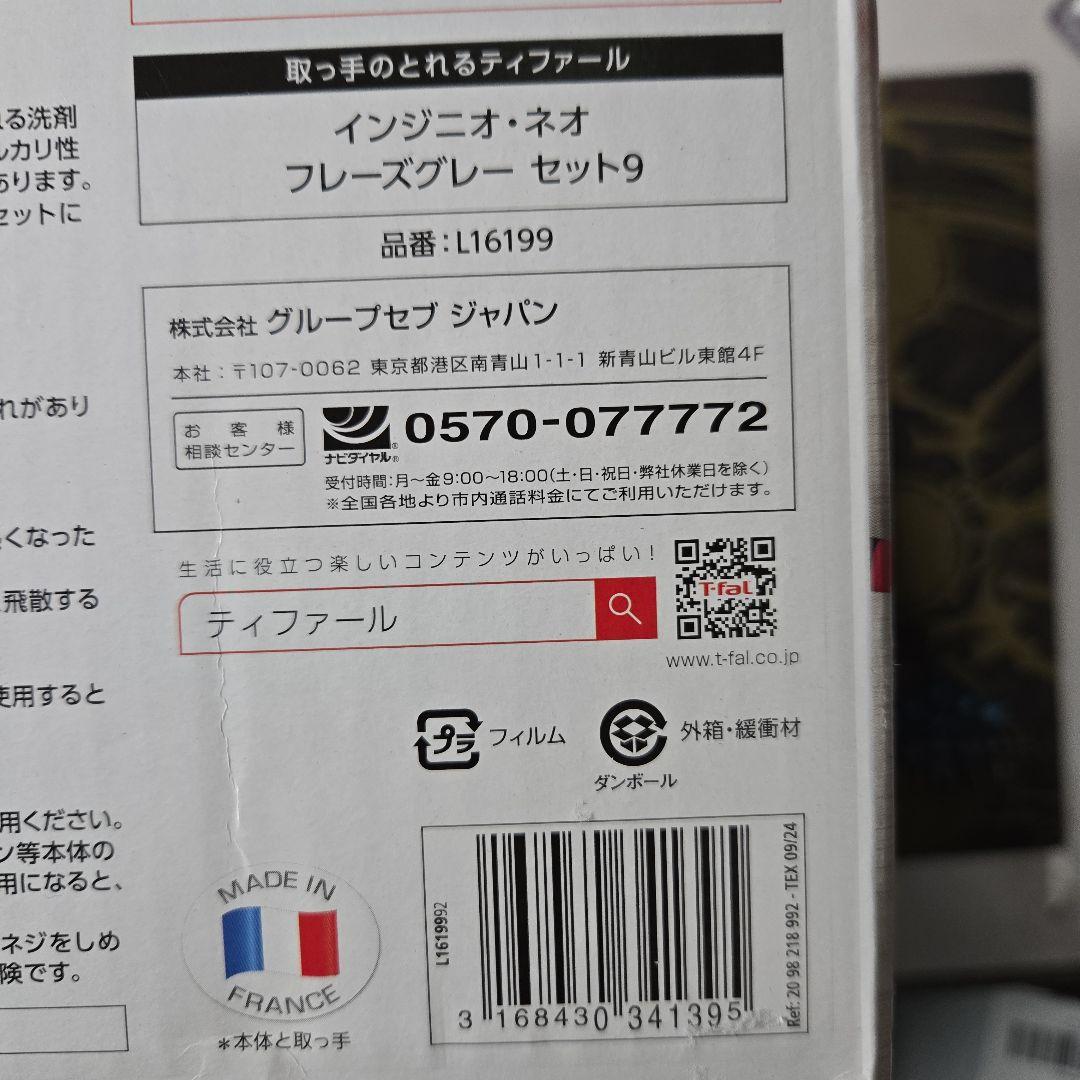 る洗剤
カリ性
あります。
セットに
れがあり
くなった
飛散する
使用すると
用ください。
ン等本体の
用になると、
ネジをしめ
険です。
取っ手のとれるティファール
インジニオ・ネオ
フレーズグレー セット9
品番:L16199
株式会社 グループセブ ジャパン
本社:〒107-0062 東京都港区南青山1-1-1 新青山ビル東館4F
お客様
相談センター
ナビダイヤル®
0570-077772
受付時間:月〜金9:00〜18:00(土・日・祝日・弊社休業日を除く)
※全国各地より市内通話料金にてご利用いただけます。
生活に役立つ楽しいコンテンツがいっぱい!
ティファール
T-fal
www.t-fal.co.jp
プラ
フィルム
ダンボール
外箱・緩衝材
MADE IN
FRANCE
*本体と取っ手
L1619992
3 168430 341395
Ref: 20 98 218 992 - TEX 09/24